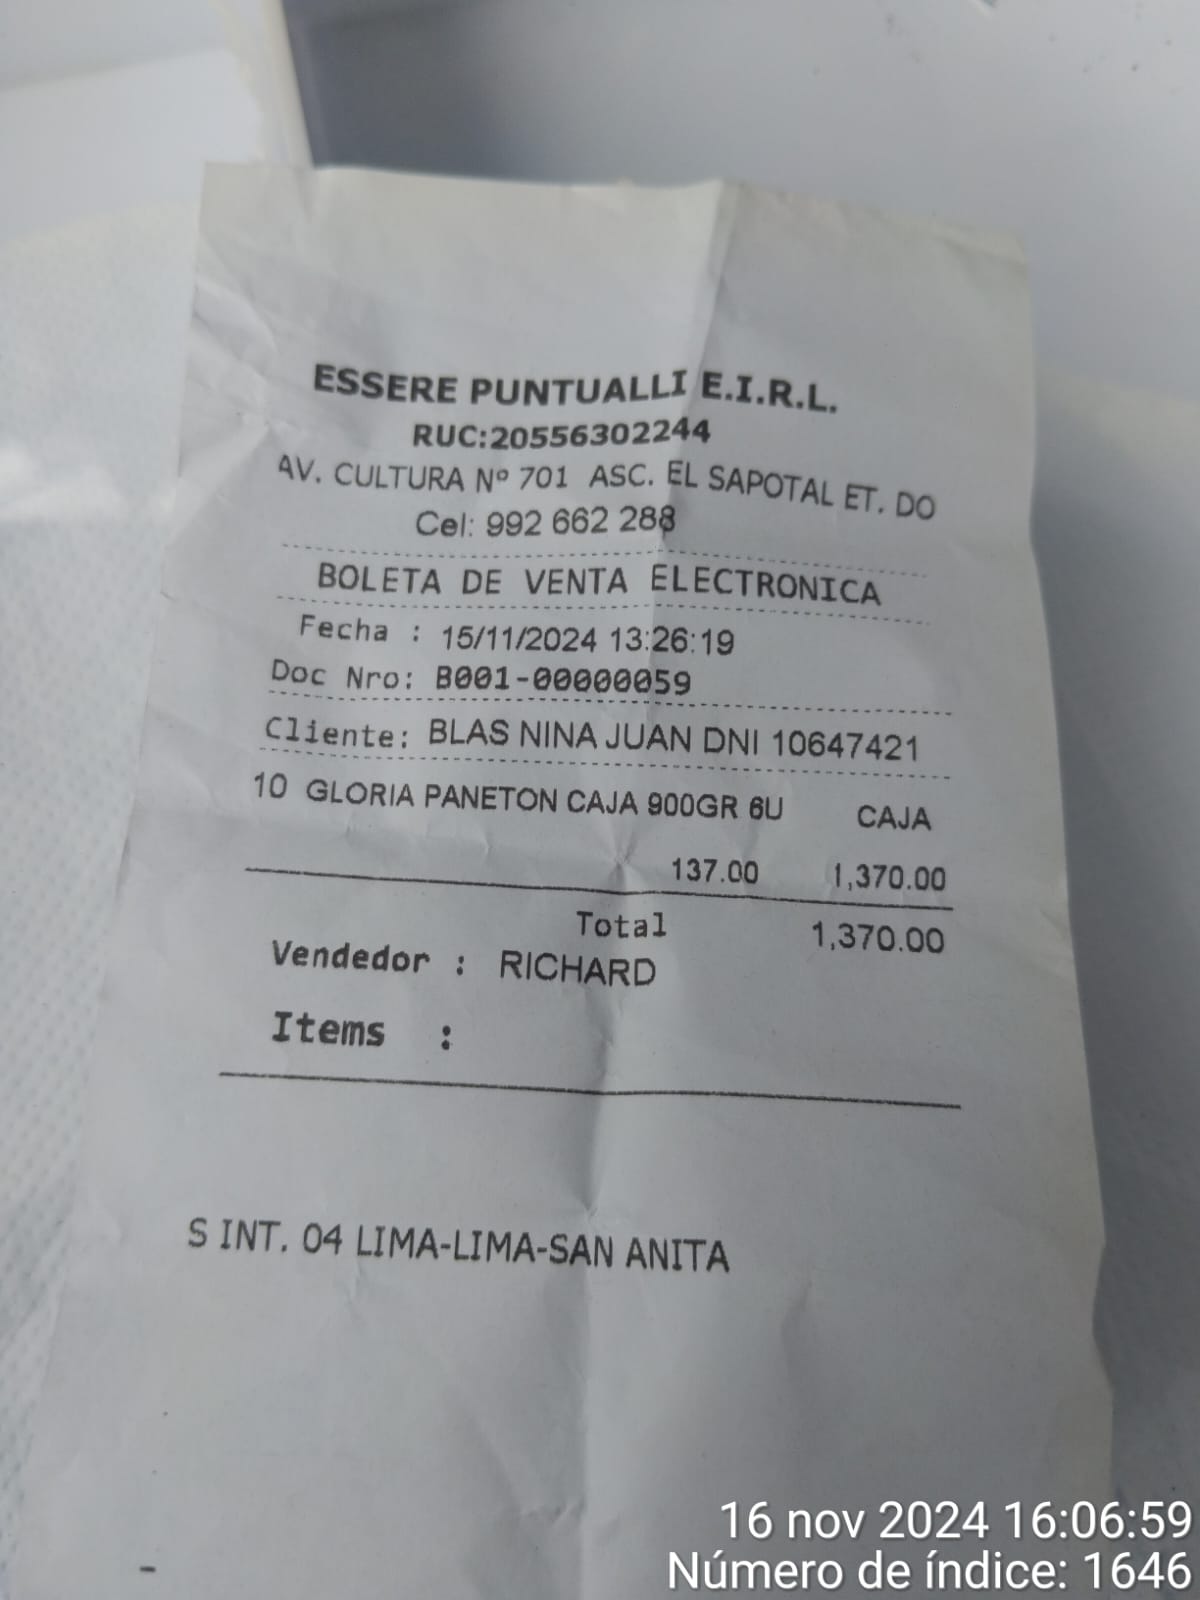 ESSERE PUNTUALLI E.I.R.L.
RUC:20556302244
AV. CULTURA Nº 701 ASC. EL SAPOTAL ET. DO
Cel: 992 662 288
BOLETA DE VENTA ELECTRONICA
Fecha : 15/11/2024 13:26:19
Doc Nro: B001-00000059
Cliente: BLAS NINA JUAN DNI 10647421
10 GLORIA PANETON CAJA 900GR 6U CAJA
137.00 1,370.00
Total 1,370.00
Vendedor : RICHARD
Items :
S INT. 04 LIMA-LIMA-SAN ANITA
-
16 nov 2024 16:06:59
Número de índice: 1646